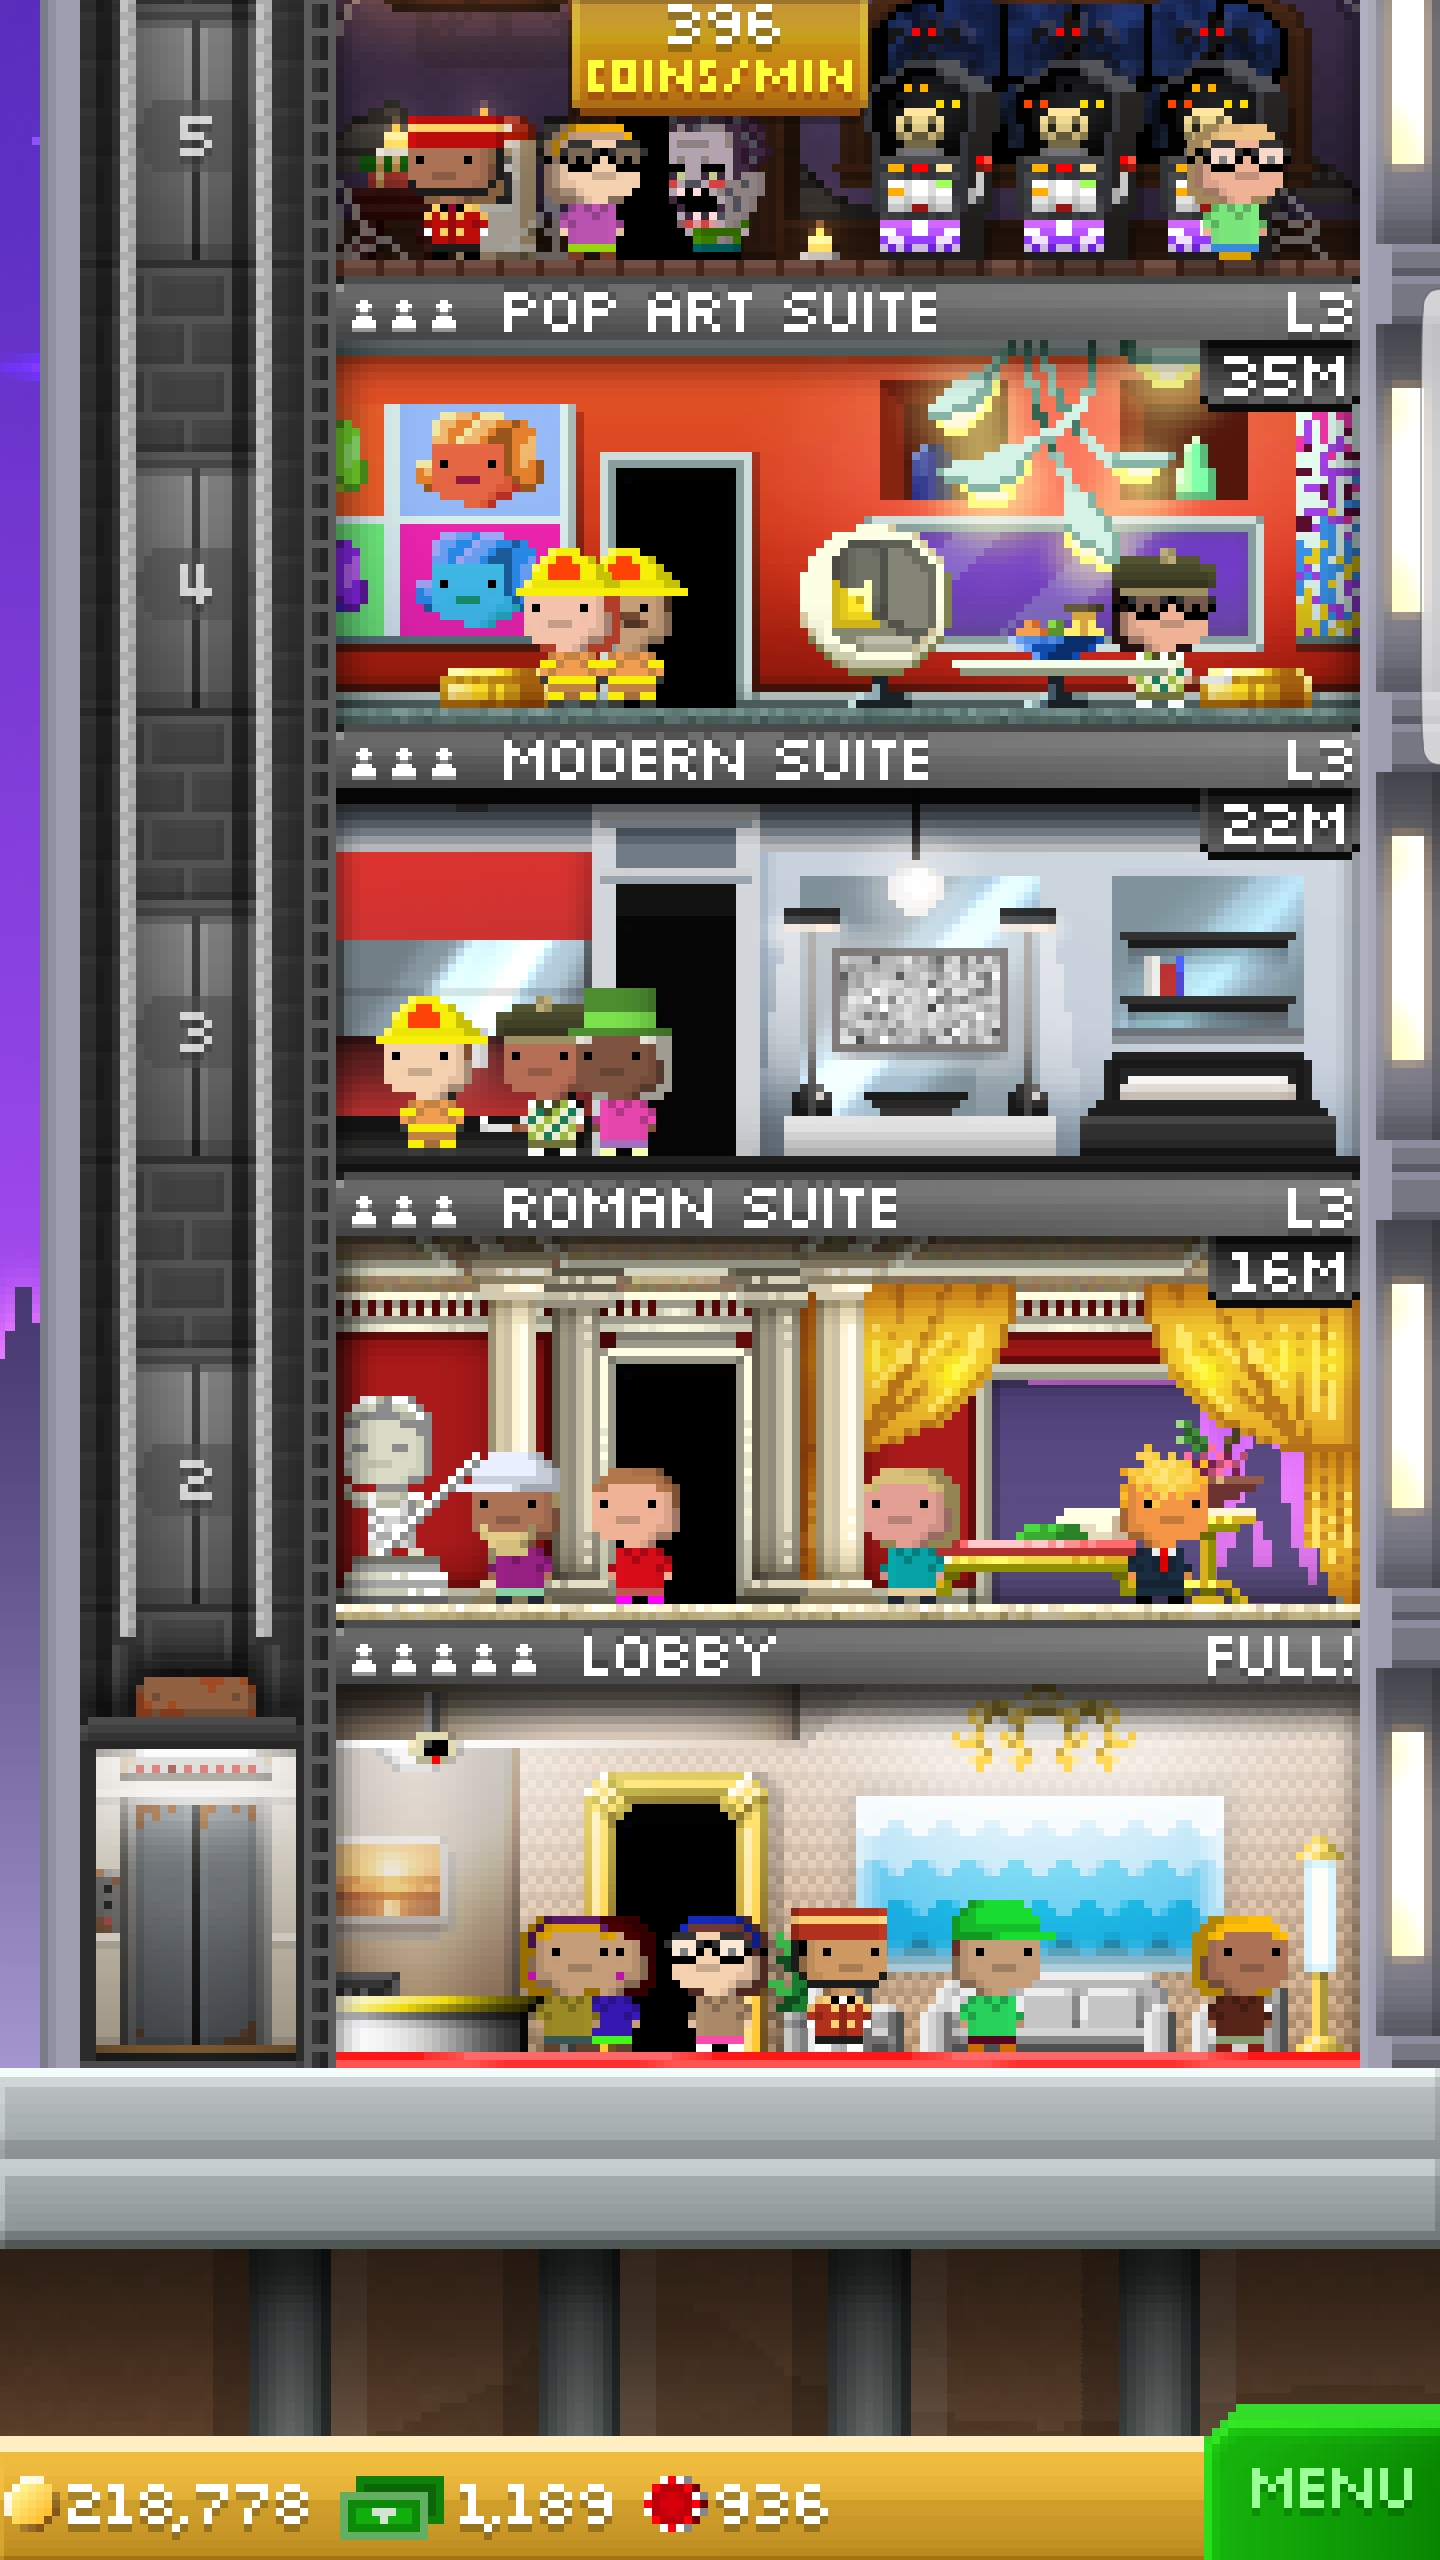 396
COINS/MIN
5
POP ART SUITE L3
35M
4
MODERN SUITE L3
22M
3
ROMAN SUITE L3
16M
2
LOBBY FULL!
218,778 1,189 936 MENU